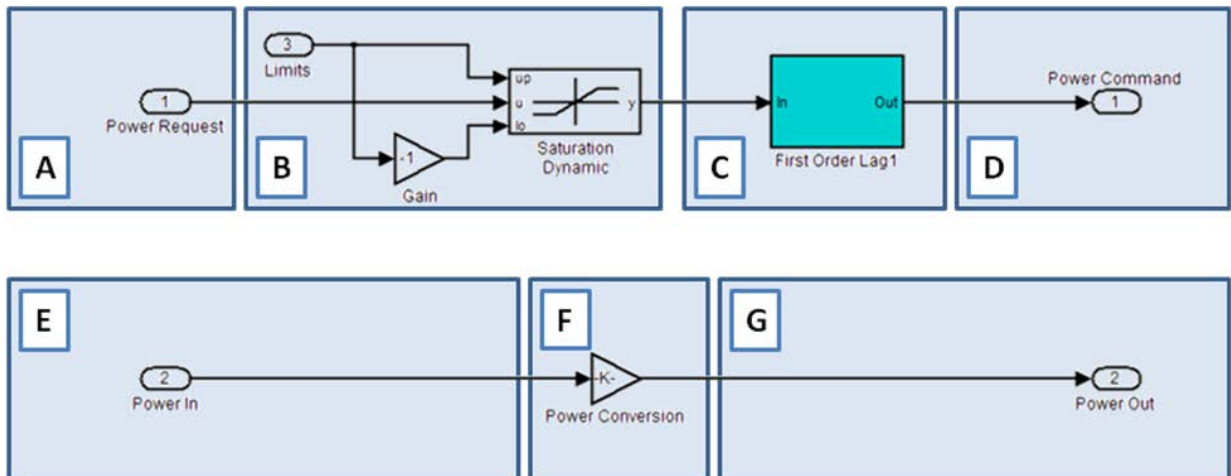 3
Limits
up
1
u
y
Power Request
lo
-1
Gain
Saturation
Dynamic
A
B
In
Out
First Order Lag1
C
Power Command
1
D
E
F
G
2
Power In
-K-
Power Conversion
2
Power Out